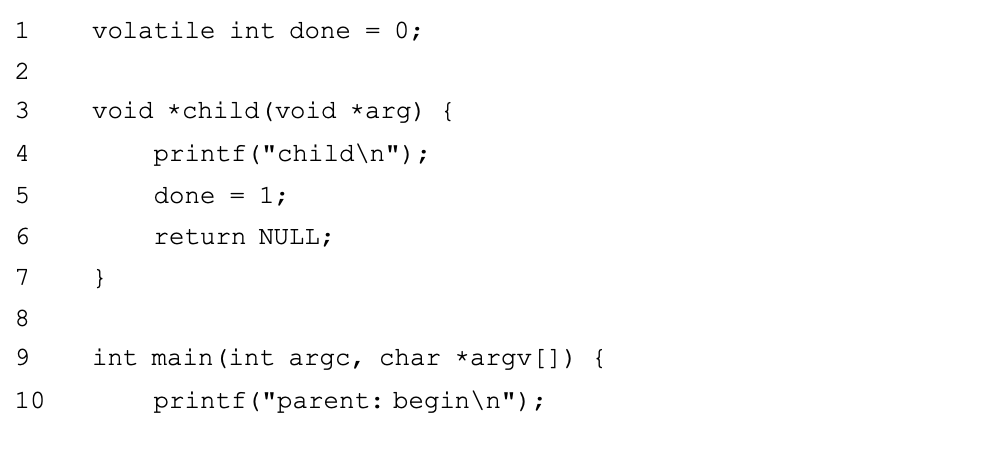 1 volatile int done = 0;
2
3 void *child(void *arg) {
4 printf("child\n");
5 done = 1;
6 return NULL;
7 }
8
9 int main(int argc, char *argv[]) {
10 printf("parent: begin\n");